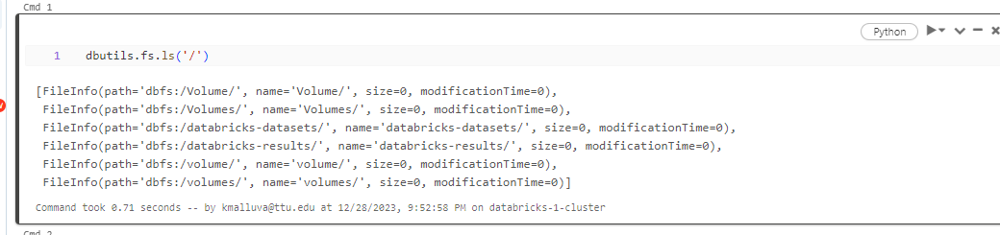 Cmd 1
Python
1 dbutils.fs.ls('/')
[FileInfo(path='dbfs:/Volume/', name='Volume/', size=0, modificationTime=0),
FileInfo(path='dbfs:/Volumes/', name='Volumes/', size=0, modificationTime=0),
FileInfo(path='dbfs:/databricks-datasets/', name='databricks-datasets/', size=0, modificationTime=0),
FileInfo(path='dbfs:/databricks-results/', name='databricks-results/', size=0, modificationTime=0),
FileInfo(path='dbfs:/volume/', name='volume/', size=0, modificationTime=0),
FileInfo(path='dbfs:/volumes/', name='volumes/', size=0, modificationTime=0)]
Command took 0.71 seconds -- by kmalluva@ttu.edu at 12/28/2023, 9:52:58 PM on databricks-1-cluster
Cmd 2